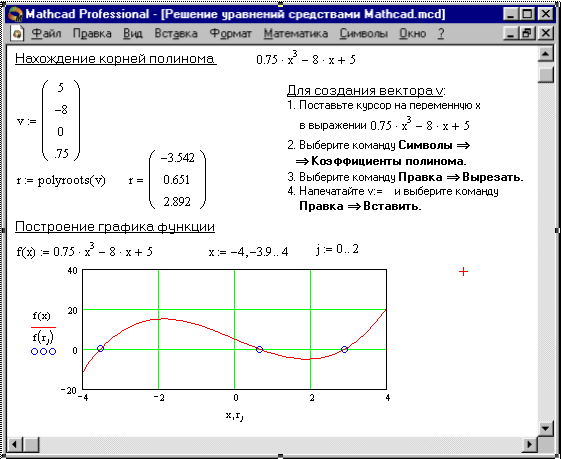 Mathcad Professional - [Решение уравнений средствами Mathcad.mcd]
Файл Правка Вид Вставка Формат Математика Символы Окно ?
Нахождение корней полинома 0.75 · x³ − 8 · x + 5
v := ( 5 −8 0 .75 )
r := polyroots(v) r = ( −3.542 0.651 2.892 )
Для создания вектора v:
1. Поставьте курсор на переменную x
в выражении 0.75 · x³ − 8 · x + 5
2. Выберите команду Символы ⇒
⇒ Коэффициенты полинома.
3. Выберите команду Правка ⇒ Вырезать.
4. Напечатайте v:= и выберите команду
Правка ⇒ Вставить.
Построение графика функции
f(x) := 0.75 · x³ − 8 · x + 5 x := −4, −3.9 .. 4 j := 0 .. 2
40
20
0
−20
f(x)
f(rj)
−4 −2 0 2 4
x,rj